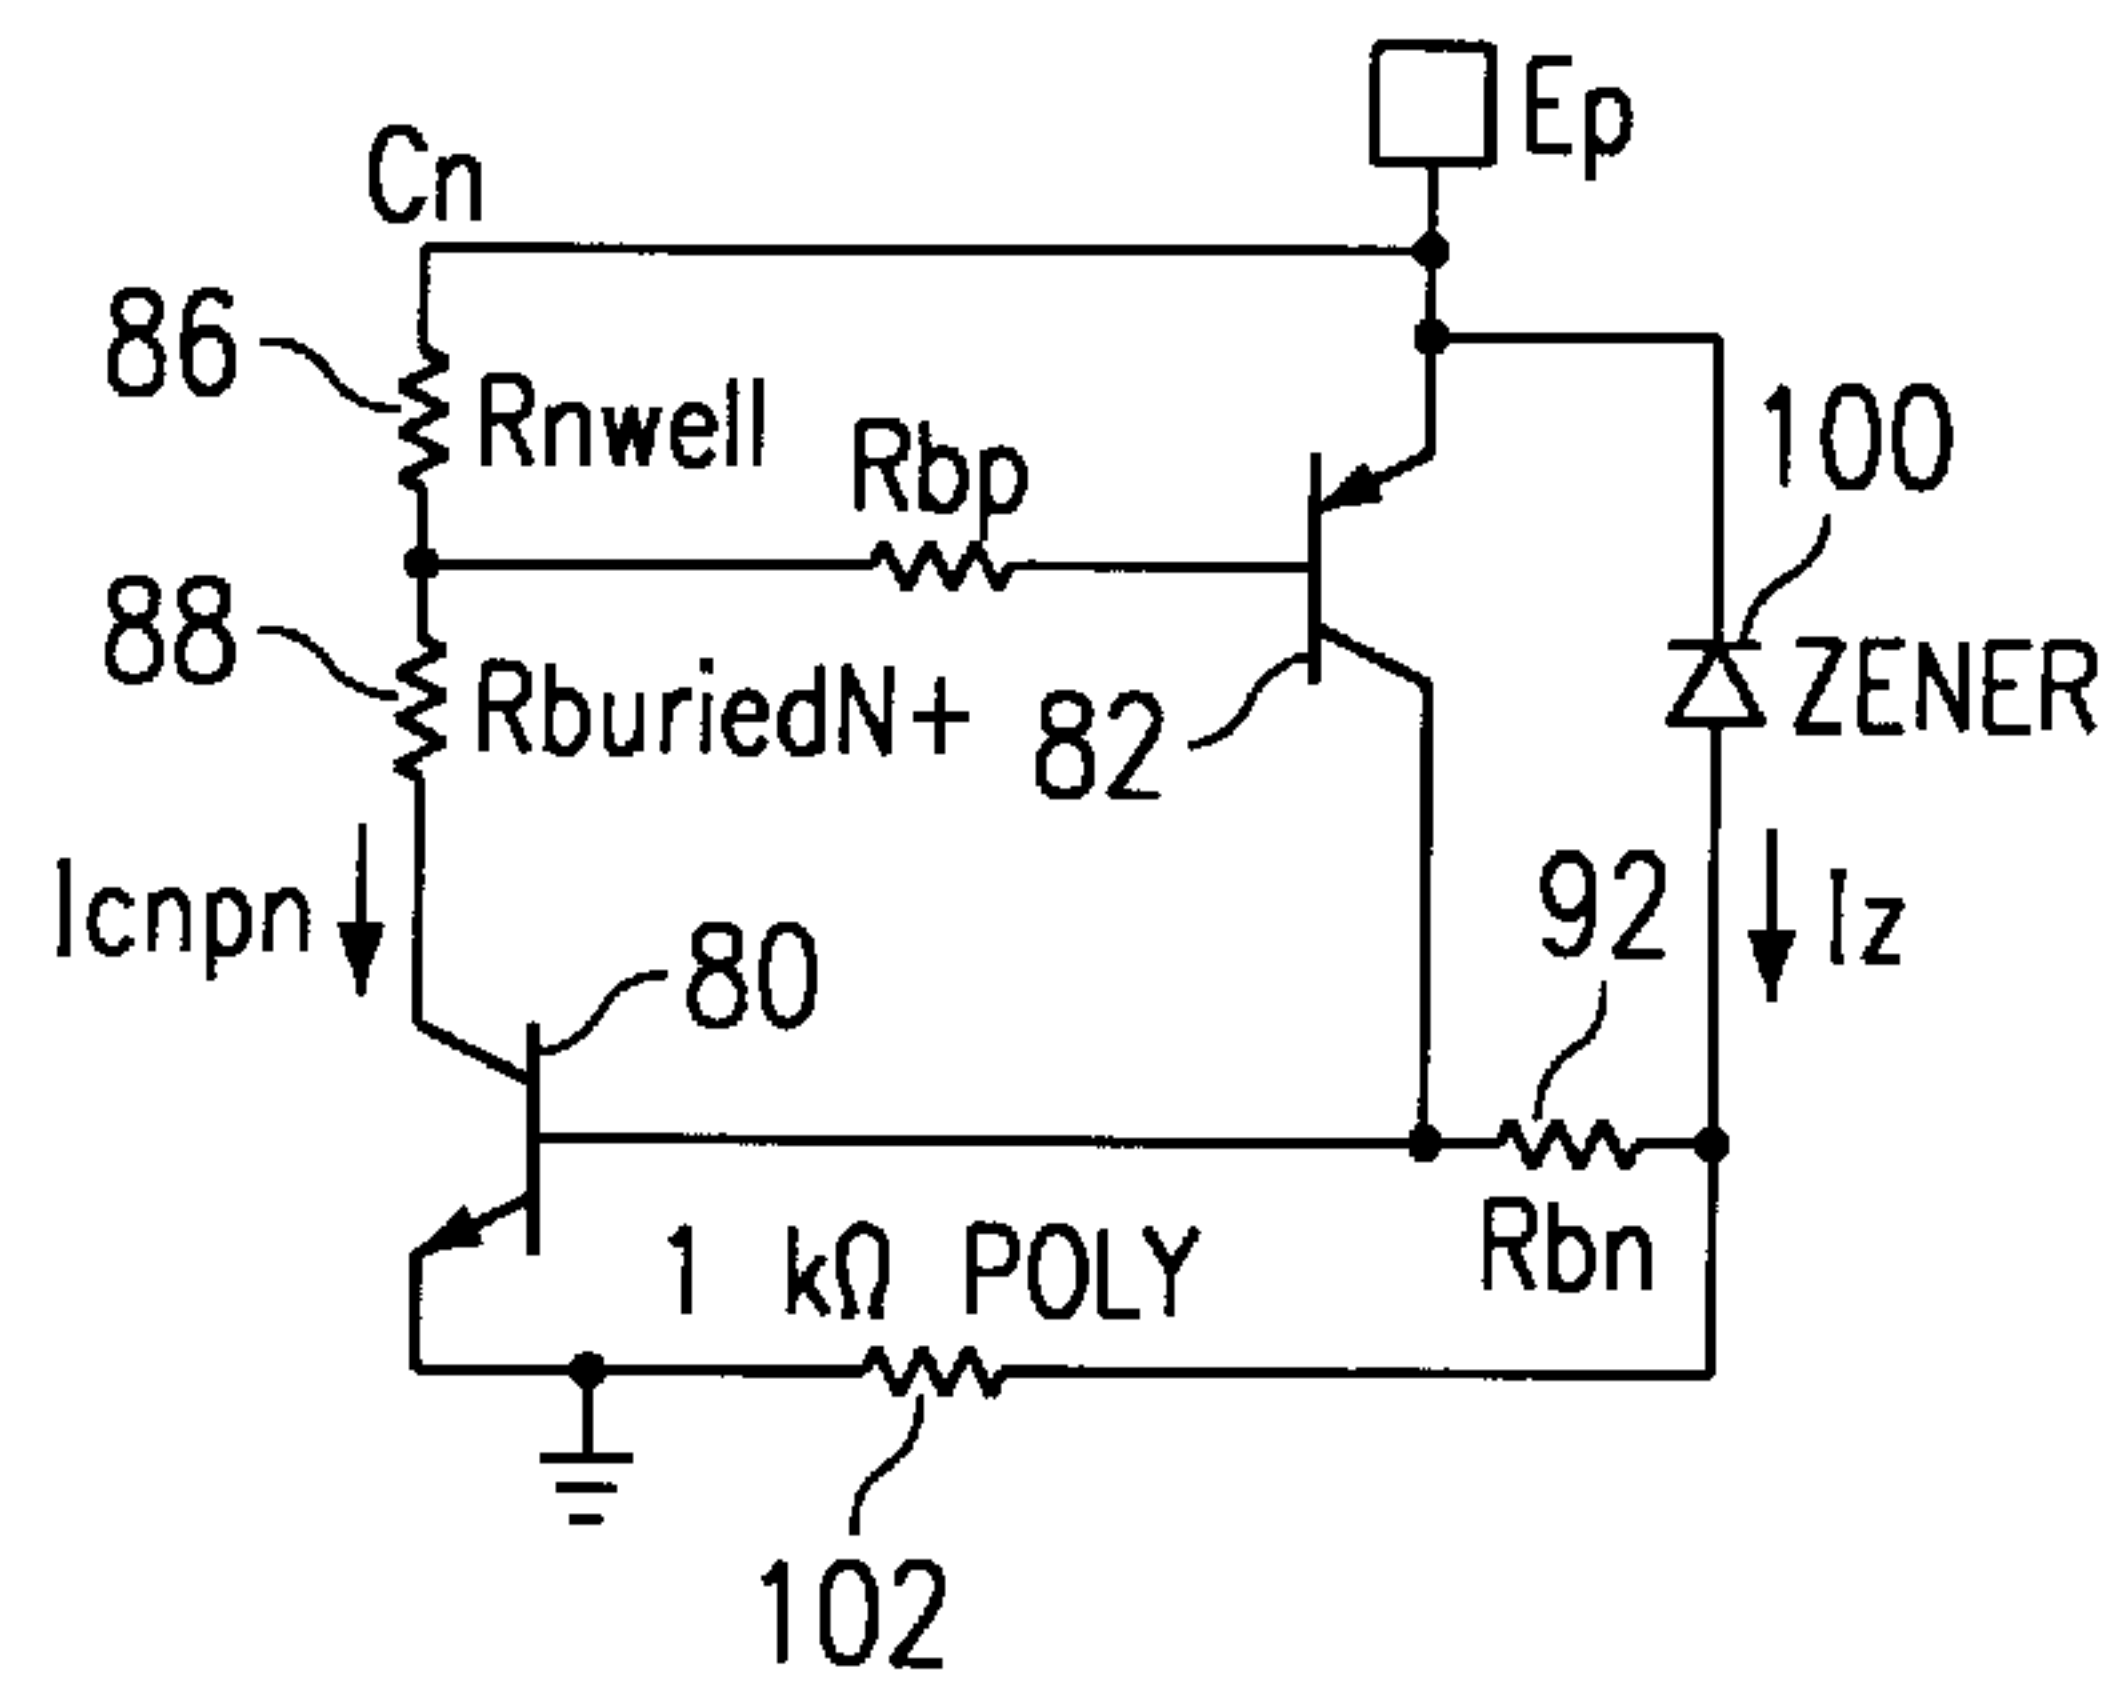 Ep
Cn
86
Rnwell
Rbp
100
88
RburiedN+
82
ZENER
Icnpn
80
92
Iz
1 kΩ POLY
Rbn
102